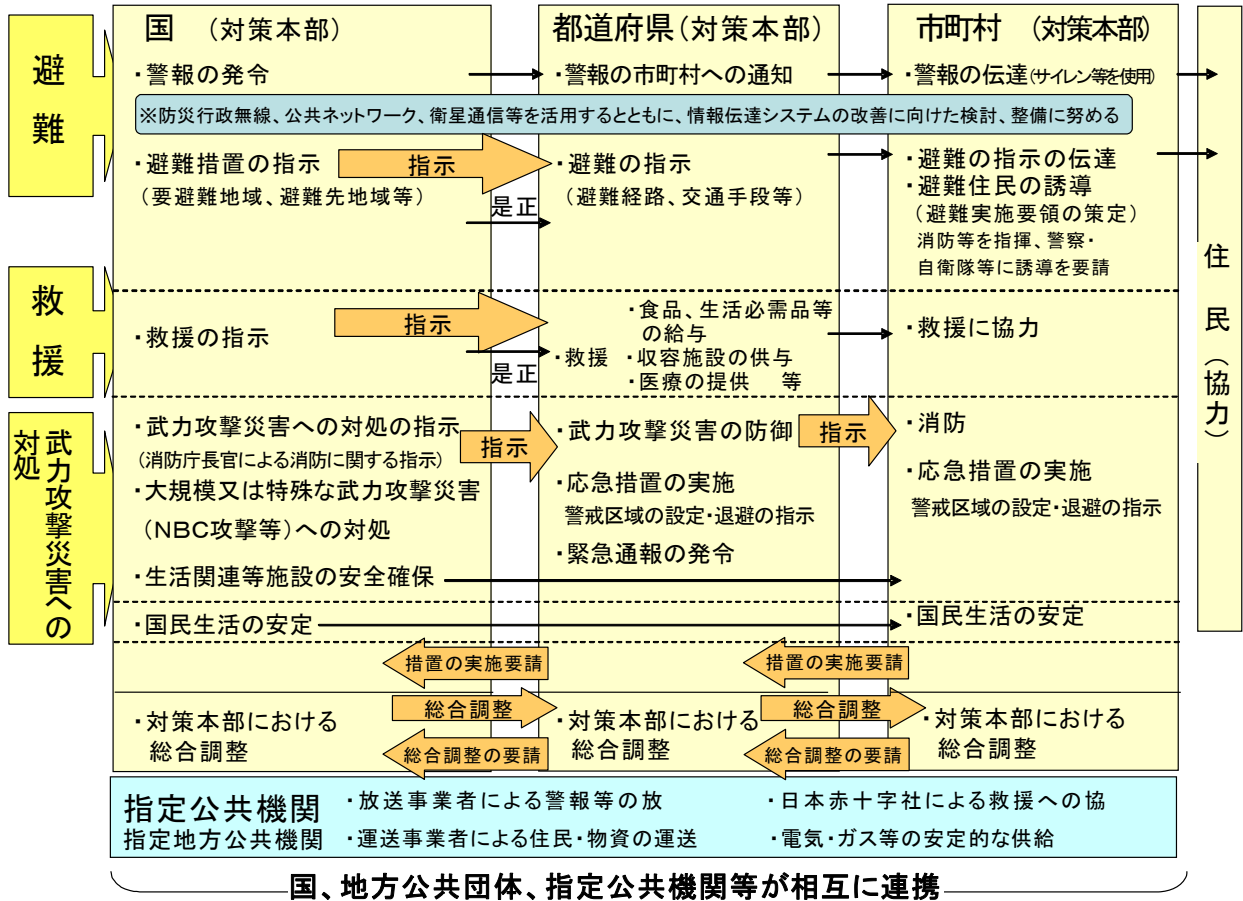 国 (対策本部)
都道府県(対策本部)
市町村 (対策本部)
避難
・警報の発令
・警報の市町村への通知
・警報の伝達(サイレン等を使用)
※防災行政無線、公共ネットワーク、衛星通信等を活用するとともに、情報伝達システムの改善に向けた検討、整備に努める
・避難措置の指示
(要避難地域、避難先地域等)
指示
是正
・避難の指示
(避難経路、交通手段等)
・避難の指示の伝達
・避難住民の誘導
(避難実施要領の策定)
消防等を指揮、警察・
自衛隊等に誘導を要請
住民(協力)
救援
・救援の指示
指示
是正
・救援
・食品、生活必需品等
の給与
・収容施設の供与
・医療の提供 等
・救援に協力
武力攻撃災害への
対処
・武力攻撃災害への対処の指示
(消防庁長官による消防に関する指示)
・大規模又は特殊な武力攻撃災害
(NBC攻撃等)への対処
・生活関連等施設の安全確保
指示
・武力攻撃災害の防御
・応急措置の実施
警戒区域の設定・退避の指示
・緊急通報の発令
指示
・消防
・応急措置の実施
警戒区域の設定・退避の指示
・国民生活の安定
・国民生活の安定
措置の実施要請
措置の実施要請
・対策本部における
総合調整
総合調整
総合調整の要請
・対策本部における
総合調整
総合調整
総合調整の要請
・対策本部における
総合調整
指定公共機関
指定地方公共機関
・放送事業者による警報等の放
・日本赤十字社による救援への協
・運送事業者による住民・物資の運送
・電気・ガス等の安定的な供給
国、地方公共団体、指定公共機関等が相互に連携